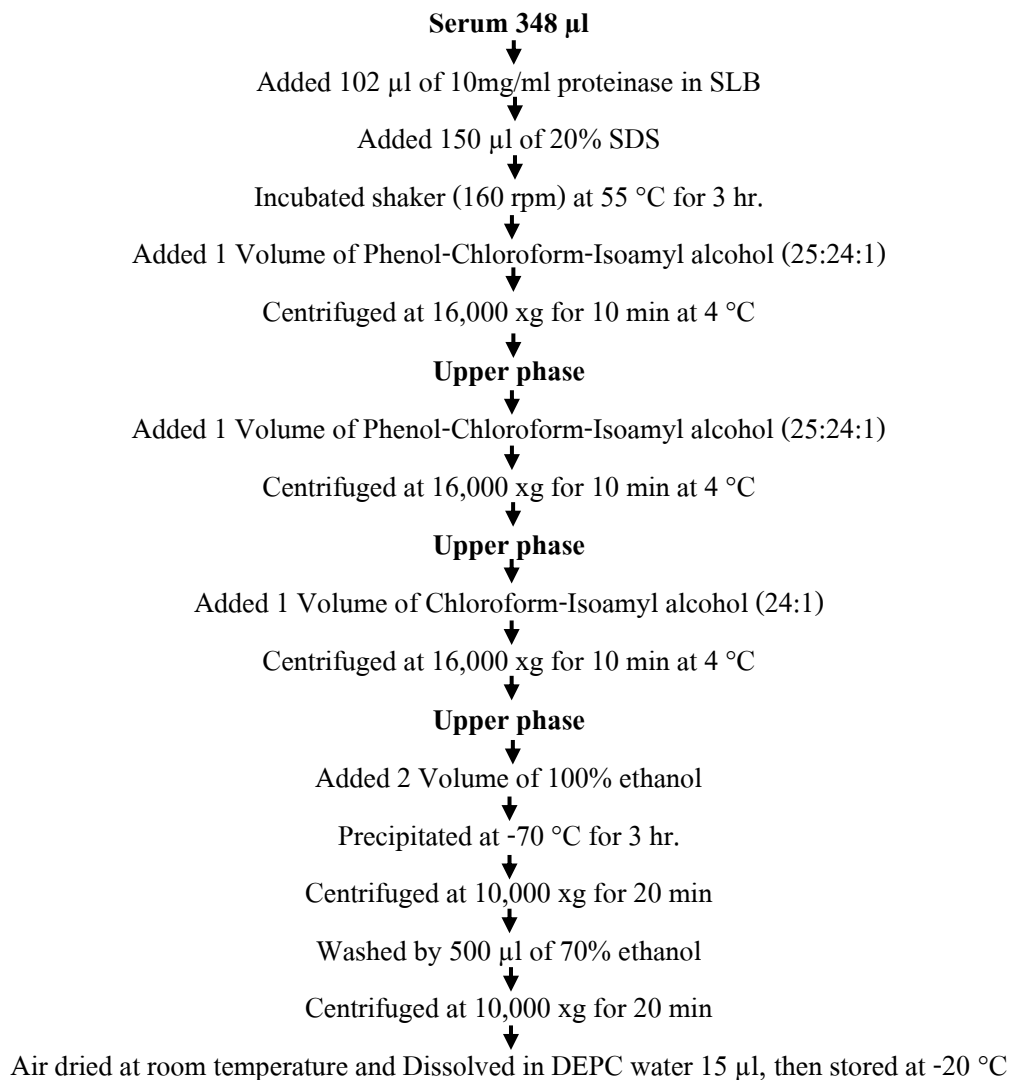 Serum 348 µl
Added 102 µl of 10mg/ml proteinase in SLB
Added 150 µl of 20% SDS
Incubated shaker (160 rpm) at 55 °C for 3 hr.
Added 1 Volume of Phenol-Chloroform-Isoamyl alcohol (25:24:1)
Centrifuged at 16,000 xg for 10 min at 4 °C
Upper phase
Added 1 Volume of Phenol-Chloroform-Isoamyl alcohol (25:24:1)
Centrifuged at 16,000 xg for 10 min at 4 °C
Upper phase
Added 1 Volume of Chloroform-Isoamyl alcohol (24:1)
Centrifuged at 16,000 xg for 10 min at 4 °C
Upper phase
Added 2 Volume of 100% ethanol
Precipitated at -70 °C for 3 hr.
Centrifuged at 10,000 xg for 20 min
Washed by 500 µl of 70% ethanol
Centrifuged at 10,000 xg for 20 min
Air dried at room temperature and Dissolved in DEPC water 15 µl, then stored at -20 °C